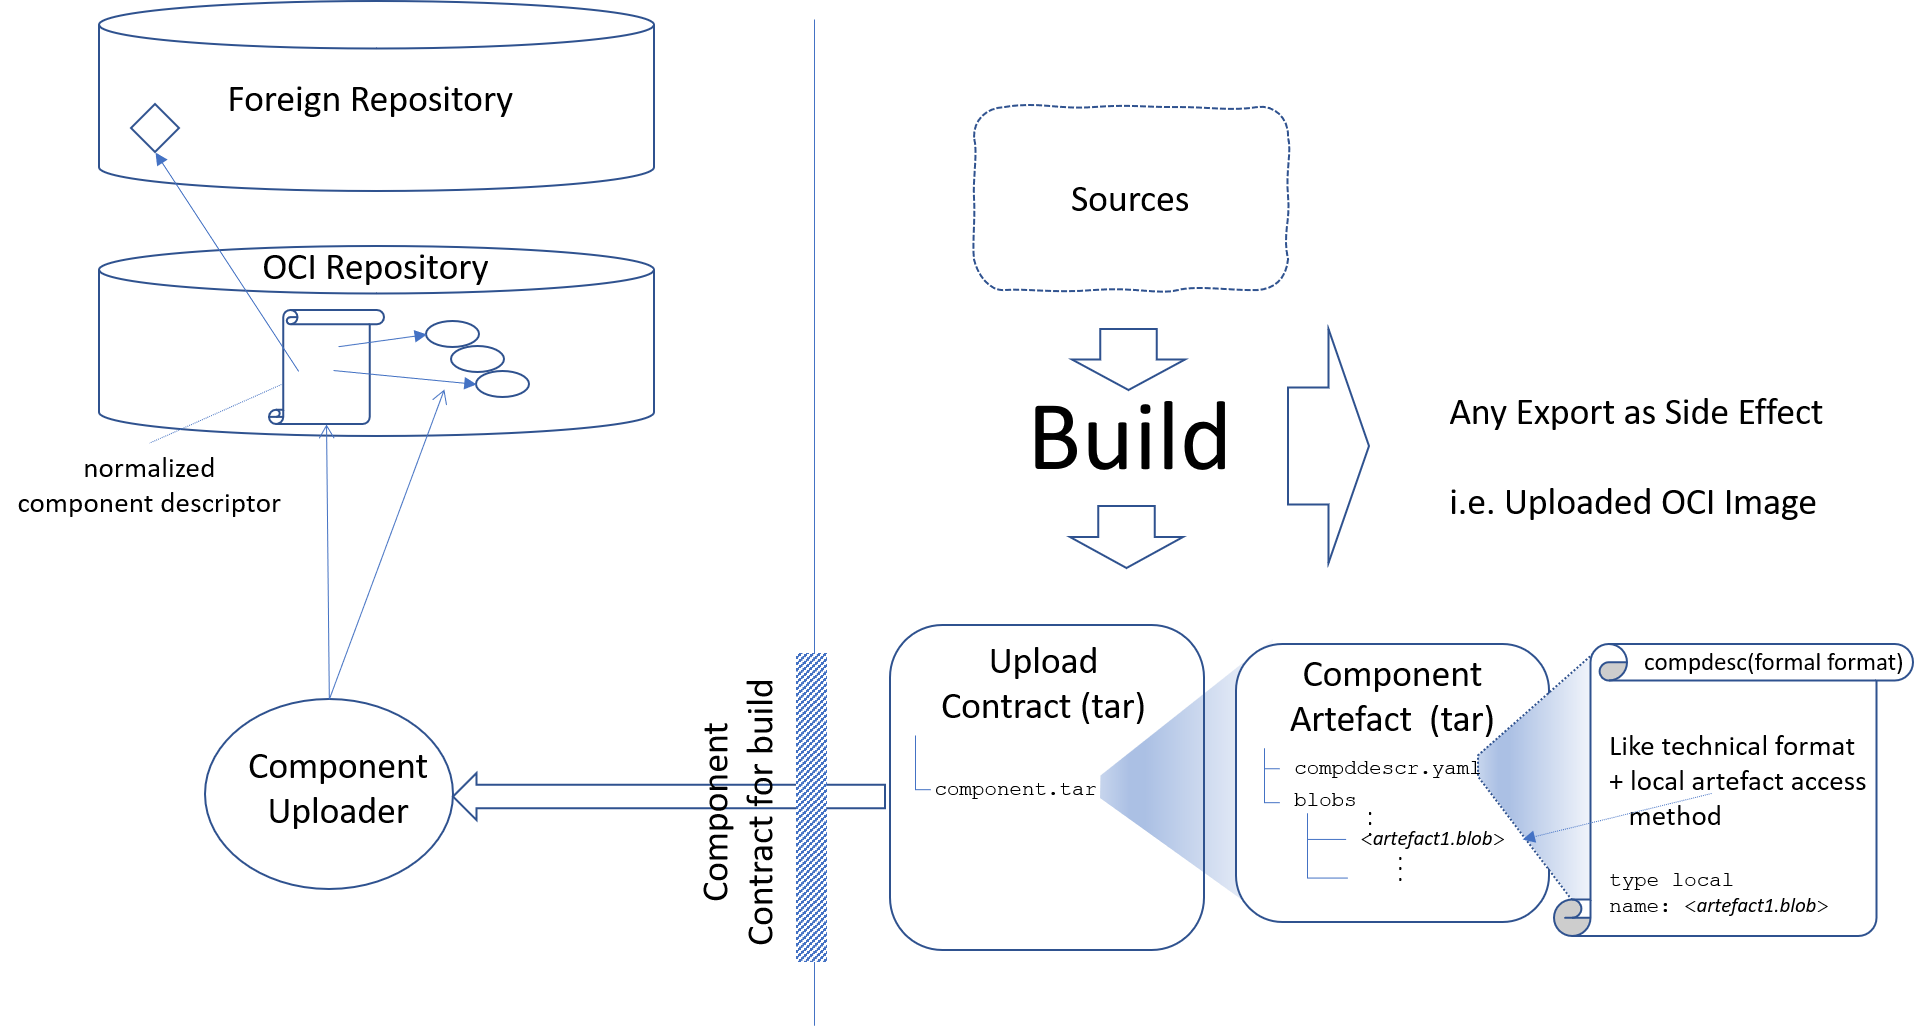 Foreign Repository
OCI Repository
normalized
component descriptor
Component
Uploader
Component
Contract for build
Sources
Build
Any Export as Side Effect
i.e. Uploaded OCI Image
Upload
Contract (tar)
component.tar
Component
Artefact (tar)
compddescr.yaml
blobs
<artefact1.blob>
compdesc(formal format)
Like technical format
+ local artefact access
method
type local
name: <artefact1.blob>